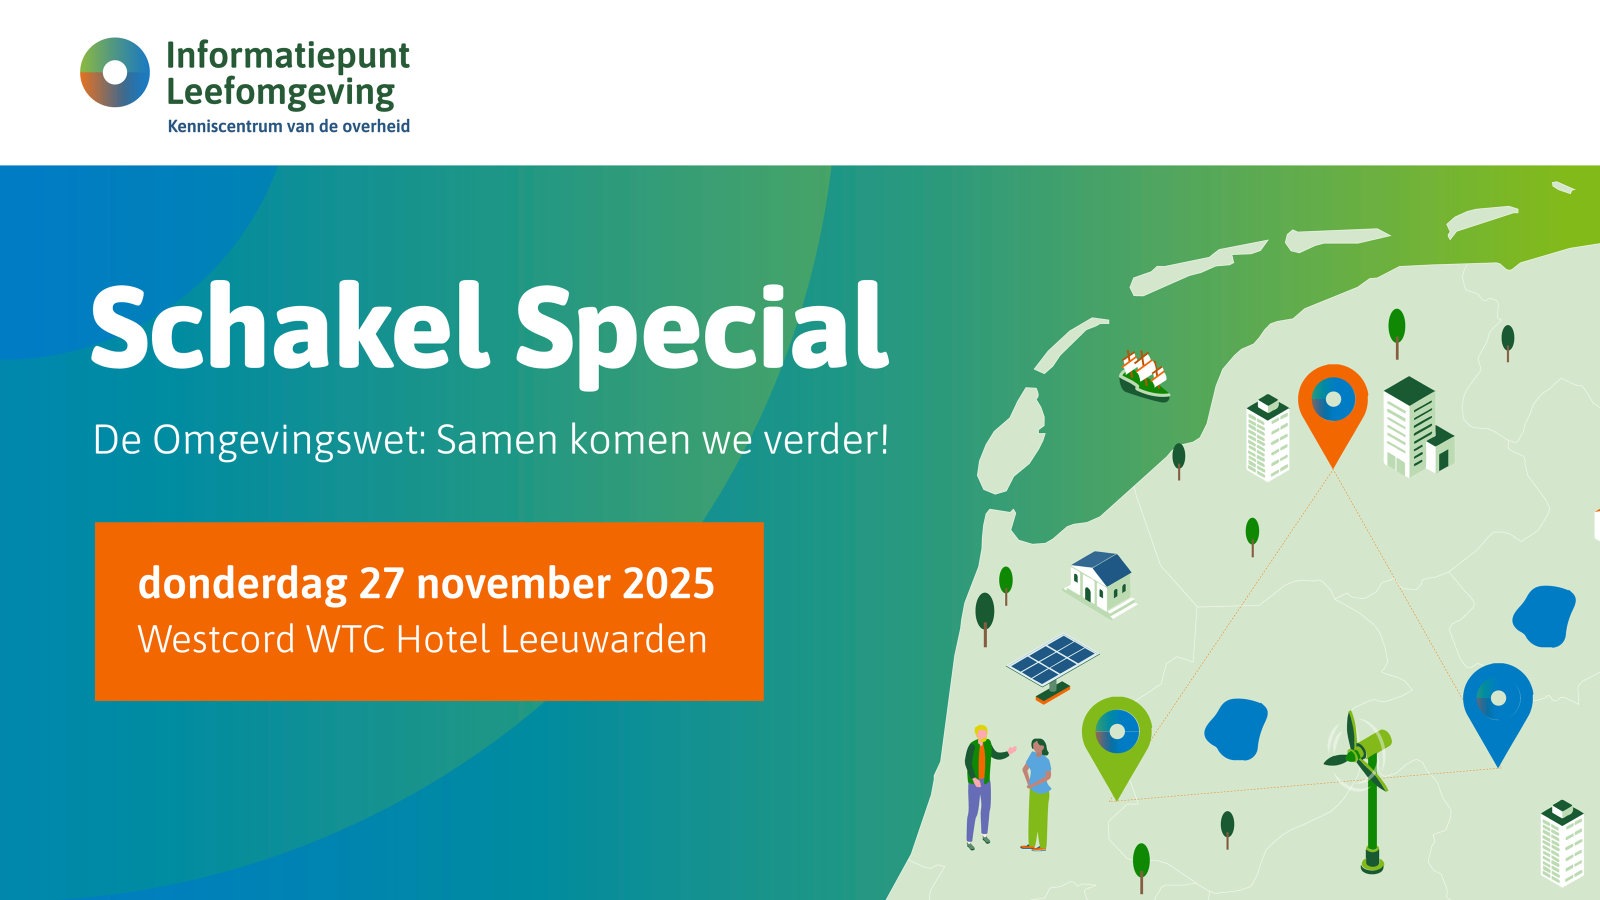 Informatiepunt
Leefomgeving
Kenniscentrum van de overheid
Schakel Special
De Omgevingswet: Samen komen we verder!
donderdag 27 november 2025
Westcord WTC Hotel Leeuwarden